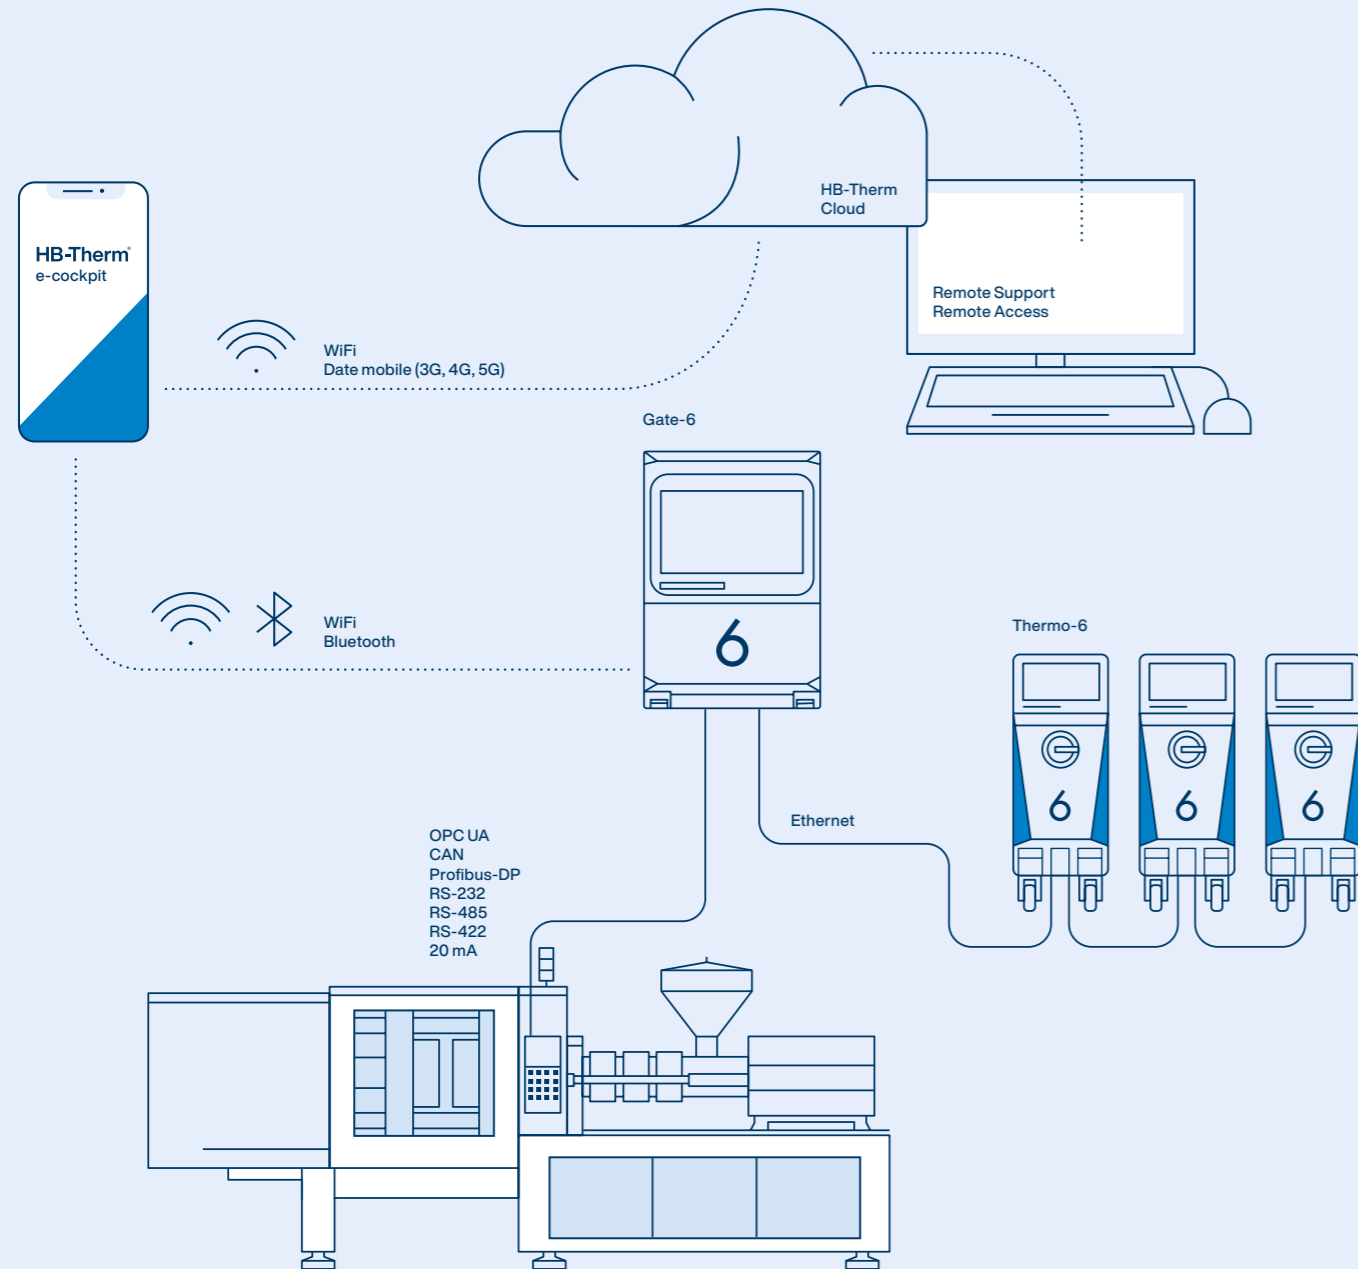 HB-Therm
Cloud
HB-Therm®
e-cockpit
Remote Support
Remote Access
WiFi
Date mobile (3G, 4G, 5G)
Gate-6
WiFi
Bluetooth
6
Thermo-6
6
6
6
Ethernet
OPC UA
CAN
Profibus-DP
RS-232
RS-485
RS-422
20 mA